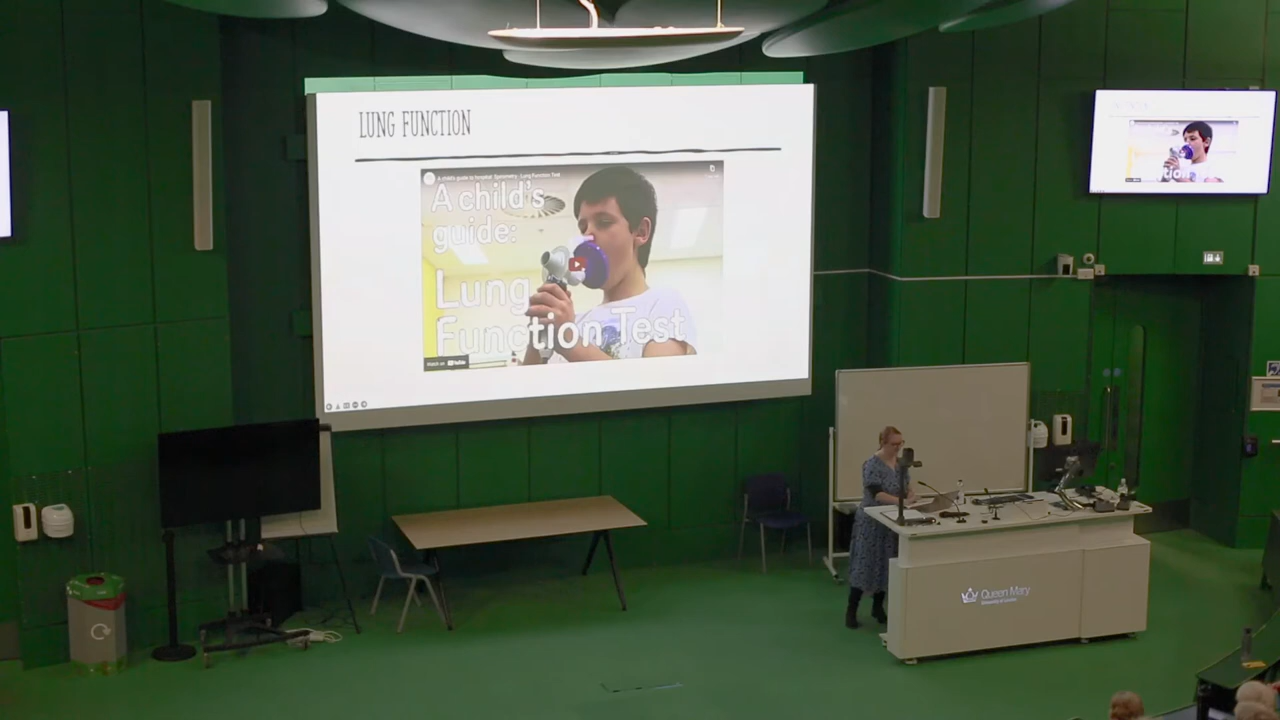 LUNG FUNCTION
A child's guide to hospital: Spirometry - Lung Function Test
A child's
guide:
Lung
Function Test
Watch on YouTube
tion
Queen Mary
University of London